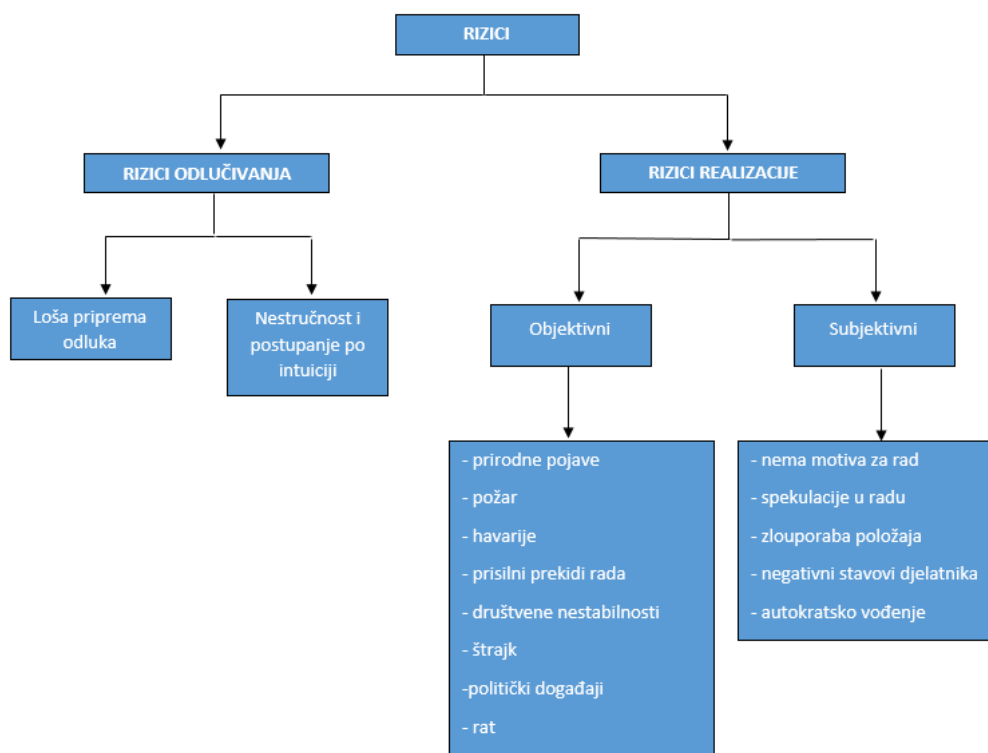 RIZICI
RIZICI ODLUČIVANJA
RIZICI REALIZACIJE
Loša priprema
odluka
Nestručnost i
postupanje po
intuiciji
Objektivni
Subjektivni
- prirodne pojave
- požar
- havarije
- prisilni prekidi rada
- društvene nestabilnosti
- štrajk
-politički događaji
- rat
- nema motiva za rad
- spekulacije u radu
- zlouporaba položaja
- negativni stavovi djelatnika
- autokratsko vođenje